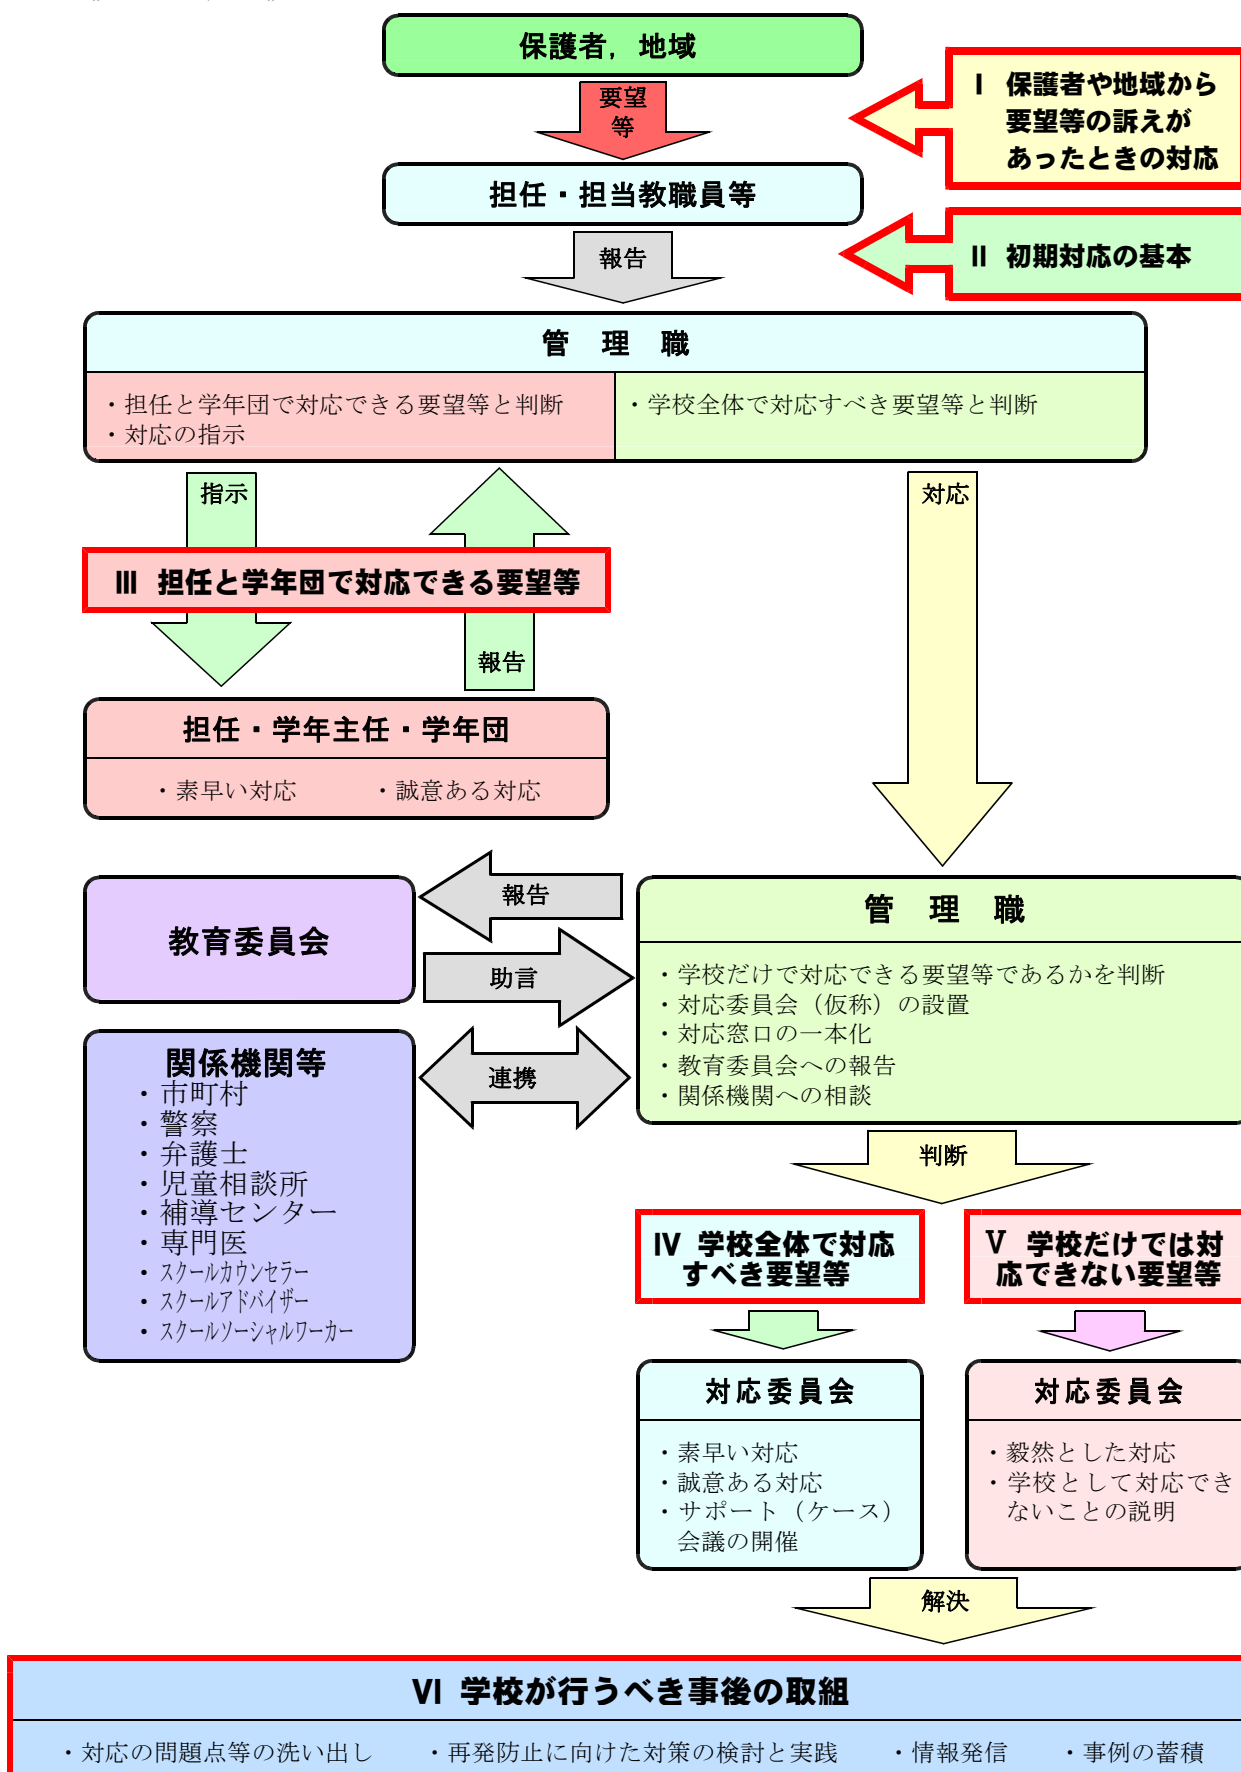 保護者，地域
要望
等
Ⅰ 保護者や地域から
要望等の訴えが
あったときの対応
担任・担当教職員等
報告
Ⅱ 初期対応の基本
管 理 職
・担任と学年団で対応できる要望等と判断
・対応の指示
・学校全体で対応すべき要望等と判断
指示
対応
Ⅲ 担任と学年団で対応できる要望等
報告
担任・学年主任・学年団
・素早い対応 ・誠意ある対応
報告
教育委員会
助言
管 理 職
・学校だけで対応できる要望等であるかを判断
・対応委員会（仮称）の設置
・対応窓口の一本化
・教育委員会への報告
・関係機関への相談
関係機関等
・市町村
・警察
・弁護士
・児童相談所
・補導センター
・専門医
・スクールカウンセラー
・スクールアドバイザー
・スクールソーシャルワーカー
連携
判断
Ⅳ 学校全体で対応
すべき要望等
Ⅴ 学校だけでは対
応できない要望等
対応委員会
・素早い対応
・誠意ある対応
・サポート（ケース）
会議の開催
対応委員会
・毅然とした対応
・学校として対応でき
ないことの説明
解決
Ⅵ 学校が行うべき事後の取組
・対応の問題点等の洗い出し ・再発防止に向けた対策の検討と実践 ・情報発信 ・事例の蓄積